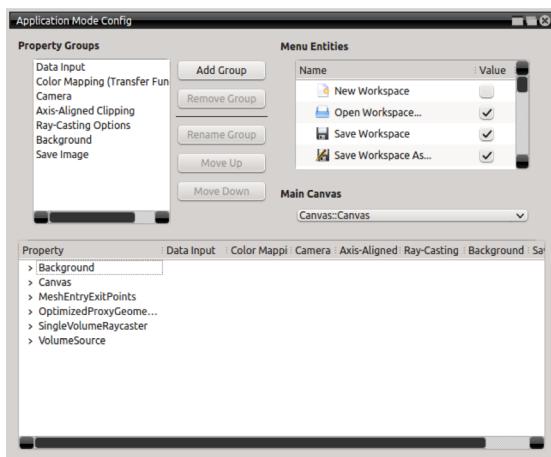 Application Mode Config
Property Groups
Data Input
Color Mapping (Transfer Fun
Camera
Axis-Aligned Clipping
Ray-Casting Options
Background
Save Image
Add Group
Remove Group
Rename Group
Move Up
Move Down
Menu Entities
Name Value
New Workspace
Open Workspace...
Save Workspace
Save Workspace As...
Main Canvas
Canvas::Canvas
Property Data Input Color Mappi Camera Axis-Aligned Ray-Casting Background Sa
Background
Canvas
MeshEntryExitPoints
OptimizedProxyGeome...
SingleVolumeRaycaster
VolumeSource